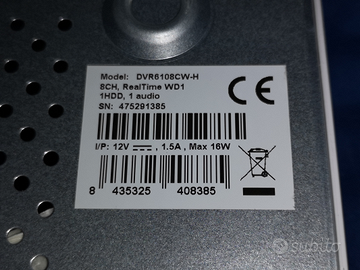 Model: DVR6108CW-H
8CH, RealTime WD1
1HDD, 1 audio
SN: 475291385
CE
I/P: 12V ⎓, 1.5A, Max 16W
8 435325 408385
subito